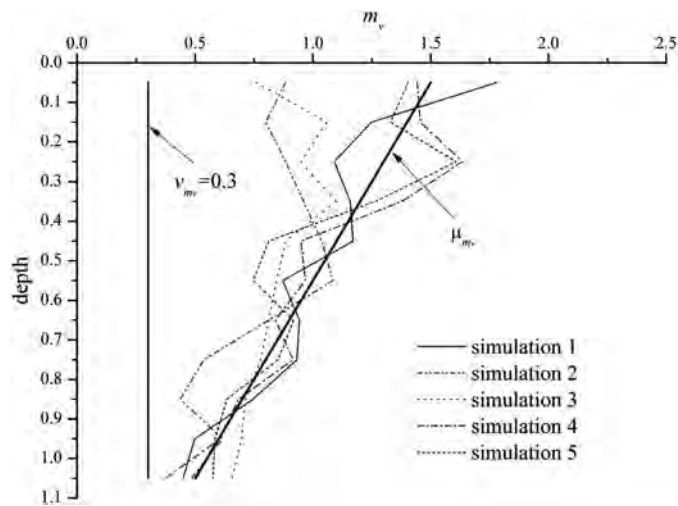 m_v
0.0 0.5 1.0 1.5 2.0 2.5
0.0
0.1
0.2
0.3
v_mv=0.3
0.4
μ_mv
0.5
depth
0.6
simulation 1
0.7
simulation 2
simulation 3
0.8
simulation 4
0.9
simulation 5
1.0
1.1